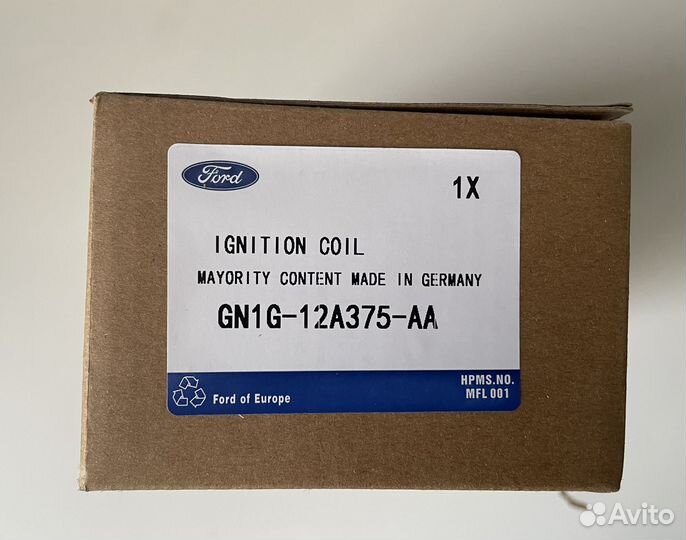 Ford
1X
IGNITION COIL
MAYORITY CONTENT MADE IN GERMANY
GN1G-12A375-AA
Ford of Europe
HPMS.NO.
MFL 001
Avito